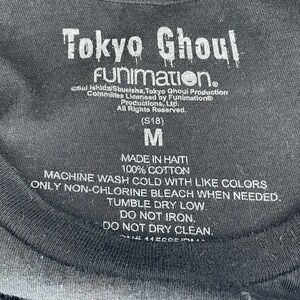 Tokyo Ghoul
FUNIMATION®
©Sui Ishida/Shueisha,Tokyo Ghoul Production
Committee Licensed by Funimation®
Productions, Ltd.
All Rights Reserved.
(S18)
M
MADE IN HAITI
100% COTTON
MACHINE WASH COLD WITH LIKE COLORS
ONLY NON-CHLORINE BLEACH WHEN NEEDED.
TUMBLE DRY LOW.
DO NOT IRON.
DO NOT DRY CLEAN.